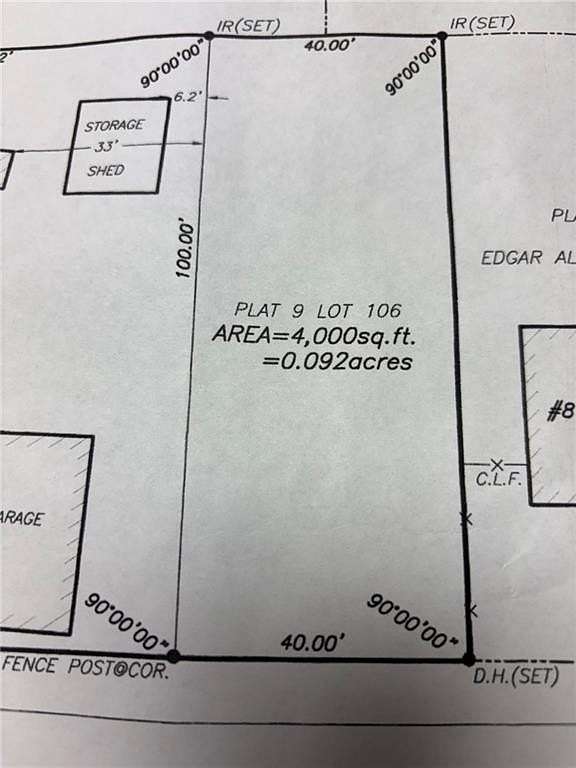 IR(SET)
IR(SET)
40.00'
2'
90°00'00"
90°00'00"
6.2'
STORAGE
33'
SHED
100.00'
EDGAR
PLAT 9 LOT 106
AREA=4,000sq.ft.
=0.092acres
#8
C.L.F.
90°00'00"
90°00'00"
40.00'
FENCE POST@COR.
D.H.(SET)